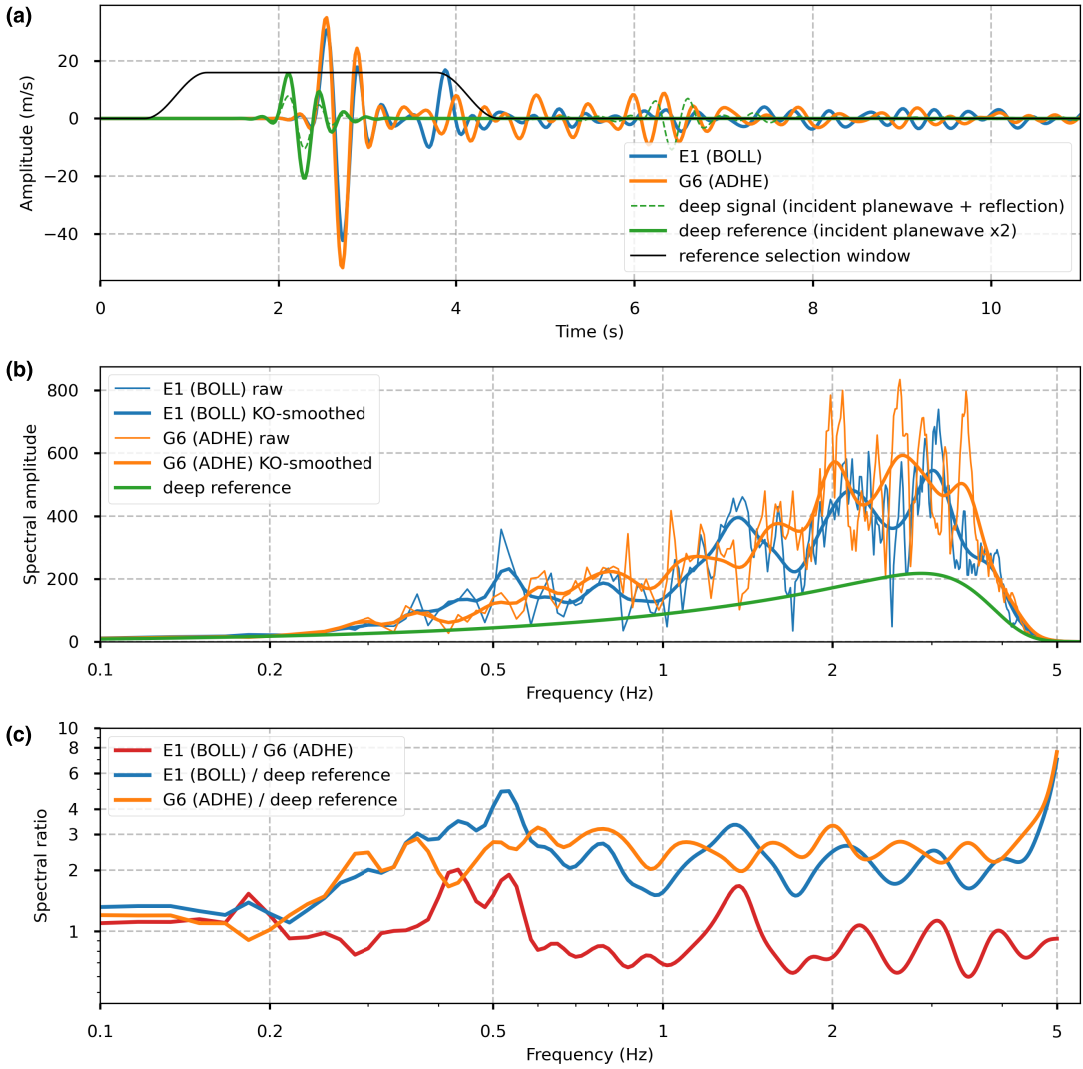 (a)
Amplitude (m/s)
20
0
−20
−40
E1 (BOLL)
G6 (ADHE)
deep signal (incident planewave + reflection)
deep reference (incident planewave x2)
reference selection window
0 2 4 6 8 10
Time (s)
(b)
Spectral amplitude
800
600
400
200
0
E1 (BOLL) raw
E1 (BOLL) KO-smoothed
G6 (ADHE) raw
G6 (ADHE) KO-smoothed
deep reference
0.1 0.2 0.5 1 2 5
Frequency (Hz)
(c)
Spectral ratio
10
8
6
4
3
2
1
E1 (BOLL) / G6 (ADHE)
E1 (BOLL) / deep reference
G6 (ADHE) / deep reference
0.1 0.2 0.5 1 2 5
Frequency (Hz)